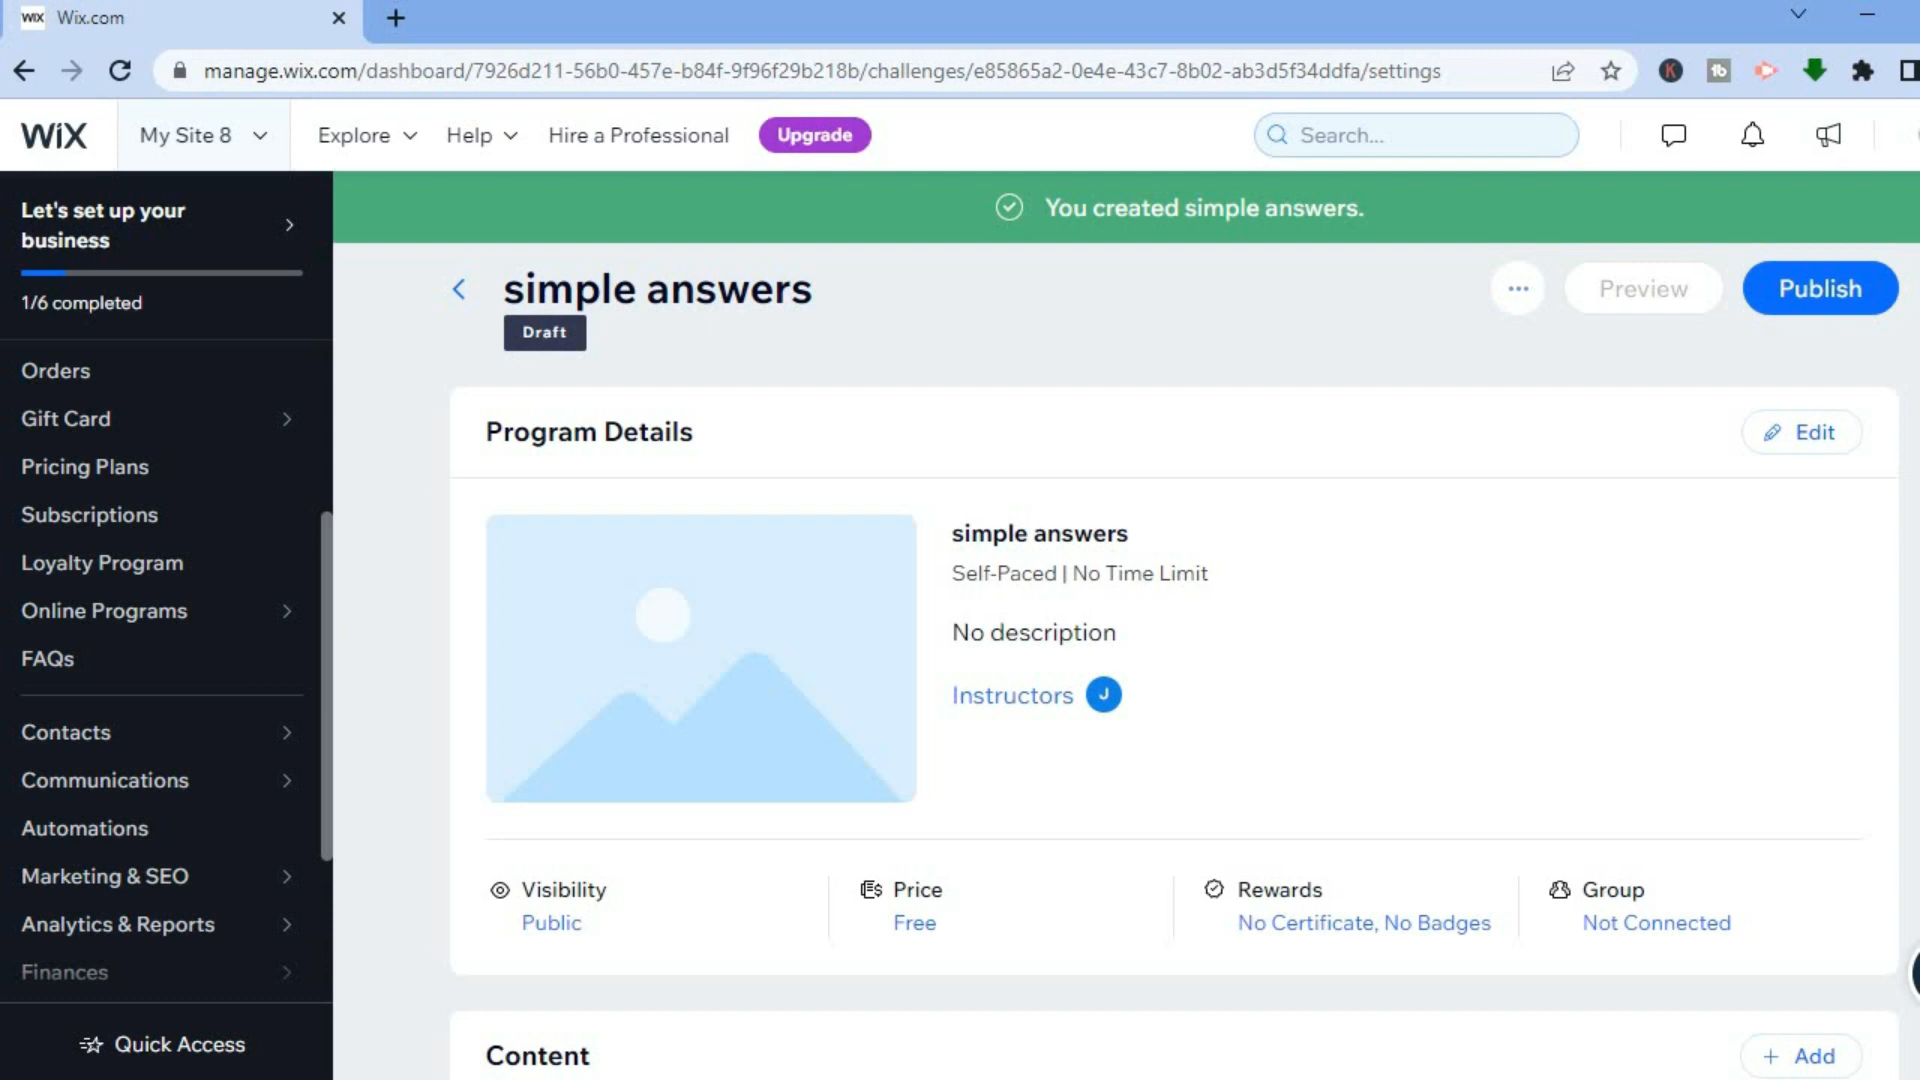 WiX Wix.com
manage.wix.com/dashboard/7926d211-56b0-457e-b84f-9f96f29b218b/challenges/e85865a2-0e4e-43c7-8b02-ab3d5f34ddfa/settings
K
tb
WiX
My Site 8
Explore
Help
Hire a Professional
Upgrade
Search...
Let's set up your
business
1/6 completed
Orders
Gift Card
Pricing Plans
Subscriptions
Loyalty Program
Online Programs
FAQs
Contacts
Communications
Automations
Marketing & SEO
Analytics & Reports
Finances
Quick Access
You created simple answers.
simple answers
Draft
Preview
Publish
Program Details
Edit
simple answers
Self-Paced | No Time Limit
No description
Instructors J
Visibility
Public
Price
Free
Rewards
No Certificate, No Badges
Group
Not Connected
Content
+ Add